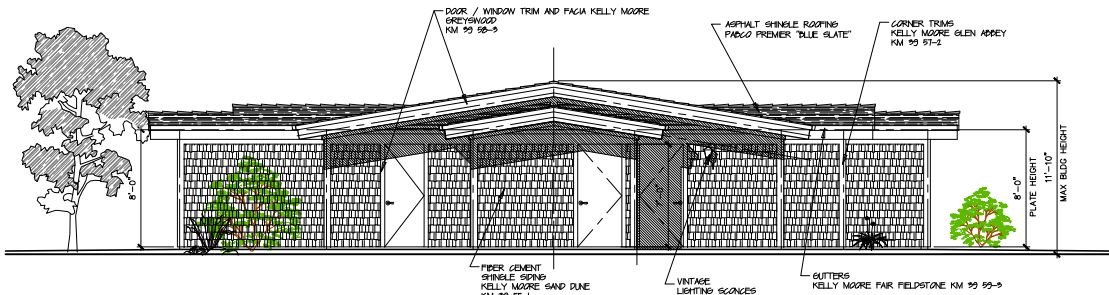 DOOR / WINDOW TRIM AND FACIA KELLY MOORE
GREYSWOOD
KM 39 58-3
ASPHALT SHINGLE ROOFING
PABCO PREMIER "BLUE SLATE"
CORNER TRIMS
KELLY MOORE GLEN ABBEY
KM 39 57-2
8'-0"
8'-0"
PLATE HEIGHT
11'-10"
MAX BLDG HEIGHT
FIBER CEMENT
SHINGLE SIDING
KELLY MOORE SAND DUNE
VINTAGE
LIGHTING SCONCES
GUTTERS
KELLY MOORE FAIR FIELDSTONE KM 39 59-3